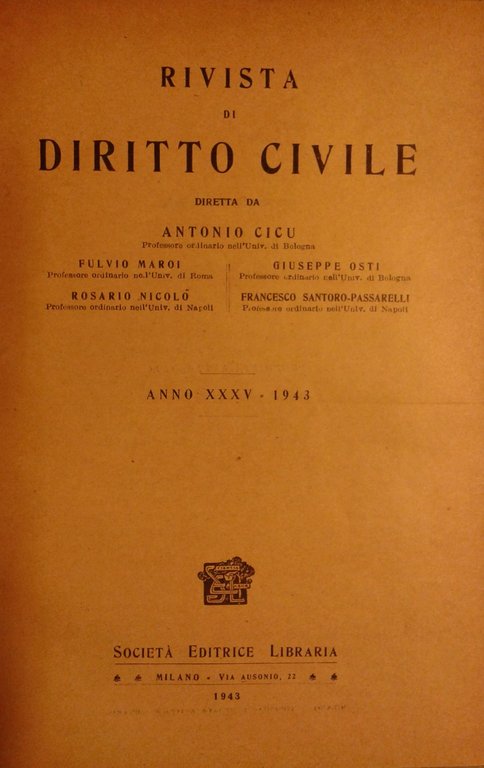 RIVISTA
DI
DIRITTO CIVILE
DIRETTA DA
ANTONIO CICU
Professore ordinario nell'Univ. di Bologna
FULVIO MAROI
Professore ordinario nell'Univ. di Roma
ROSARIO NICOLÒ
Professore ordinario nell'Univ. di Napoli
GIUSEPPE OSTI
Professore ordinario nell'Univ. di Bologna
FRANCESCO SANTORO-PASSARELLI
Professore ordinario nell'Univ. di Napoli
ANNO XXXV - 1943
SOCIETÀ EDITRICE LIBRARIA
MILANO - VIA AUSONIO, 22
1943